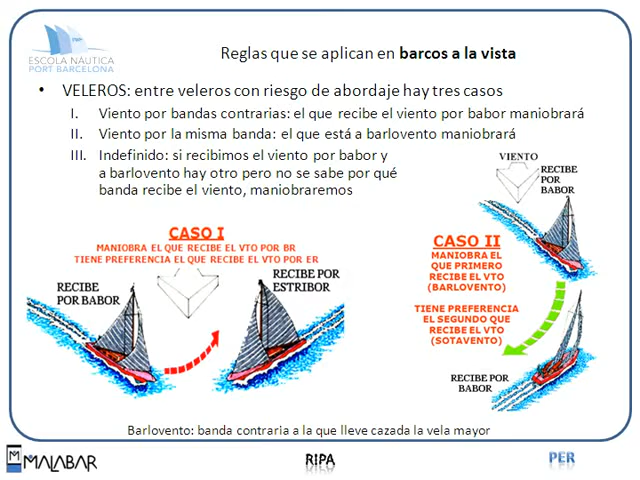 ESCOLA NÁUTICA
PORT BARCELONA
Reglas que se aplican en barcos a la vista
• VELEROS: entre veleros con riesgo de abordaje hay tres casos
I. Viento por bandas contrarias: el que recibe el viento por babor maniobrará
II. Viento por la misma banda: el que está a barlovento maniobrará
III. Indefinido: si recibimos el viento por babor y
a barlovento hay otro pero no se sabe por qué
banda recibe el viento, maniobraremos
VIENTO
RECIBE
POR
BABOR
CASO I
MANIOBRA EL QUE RECIBE EL VTO POR BR
TIENE PREFERENCIA EL QUE RECIBE EL VTO POR ER
RECIBE
POR BABOR
RECIBE POR
ESTRIBOR
CASO II
MANIOBRA EL
QUE PRIMERO
RECIBE EL VTO
(BARLOVENTO)
TIENE PREFERENCIA
EL SEGUNDO QUE
RECIBE EL VTO
(SOTAVENTO)
RECIBE POR
BABOR
Barlovento: banda contraria a la que lleve cazada la vela mayor
MALABAR
RIPA
PER